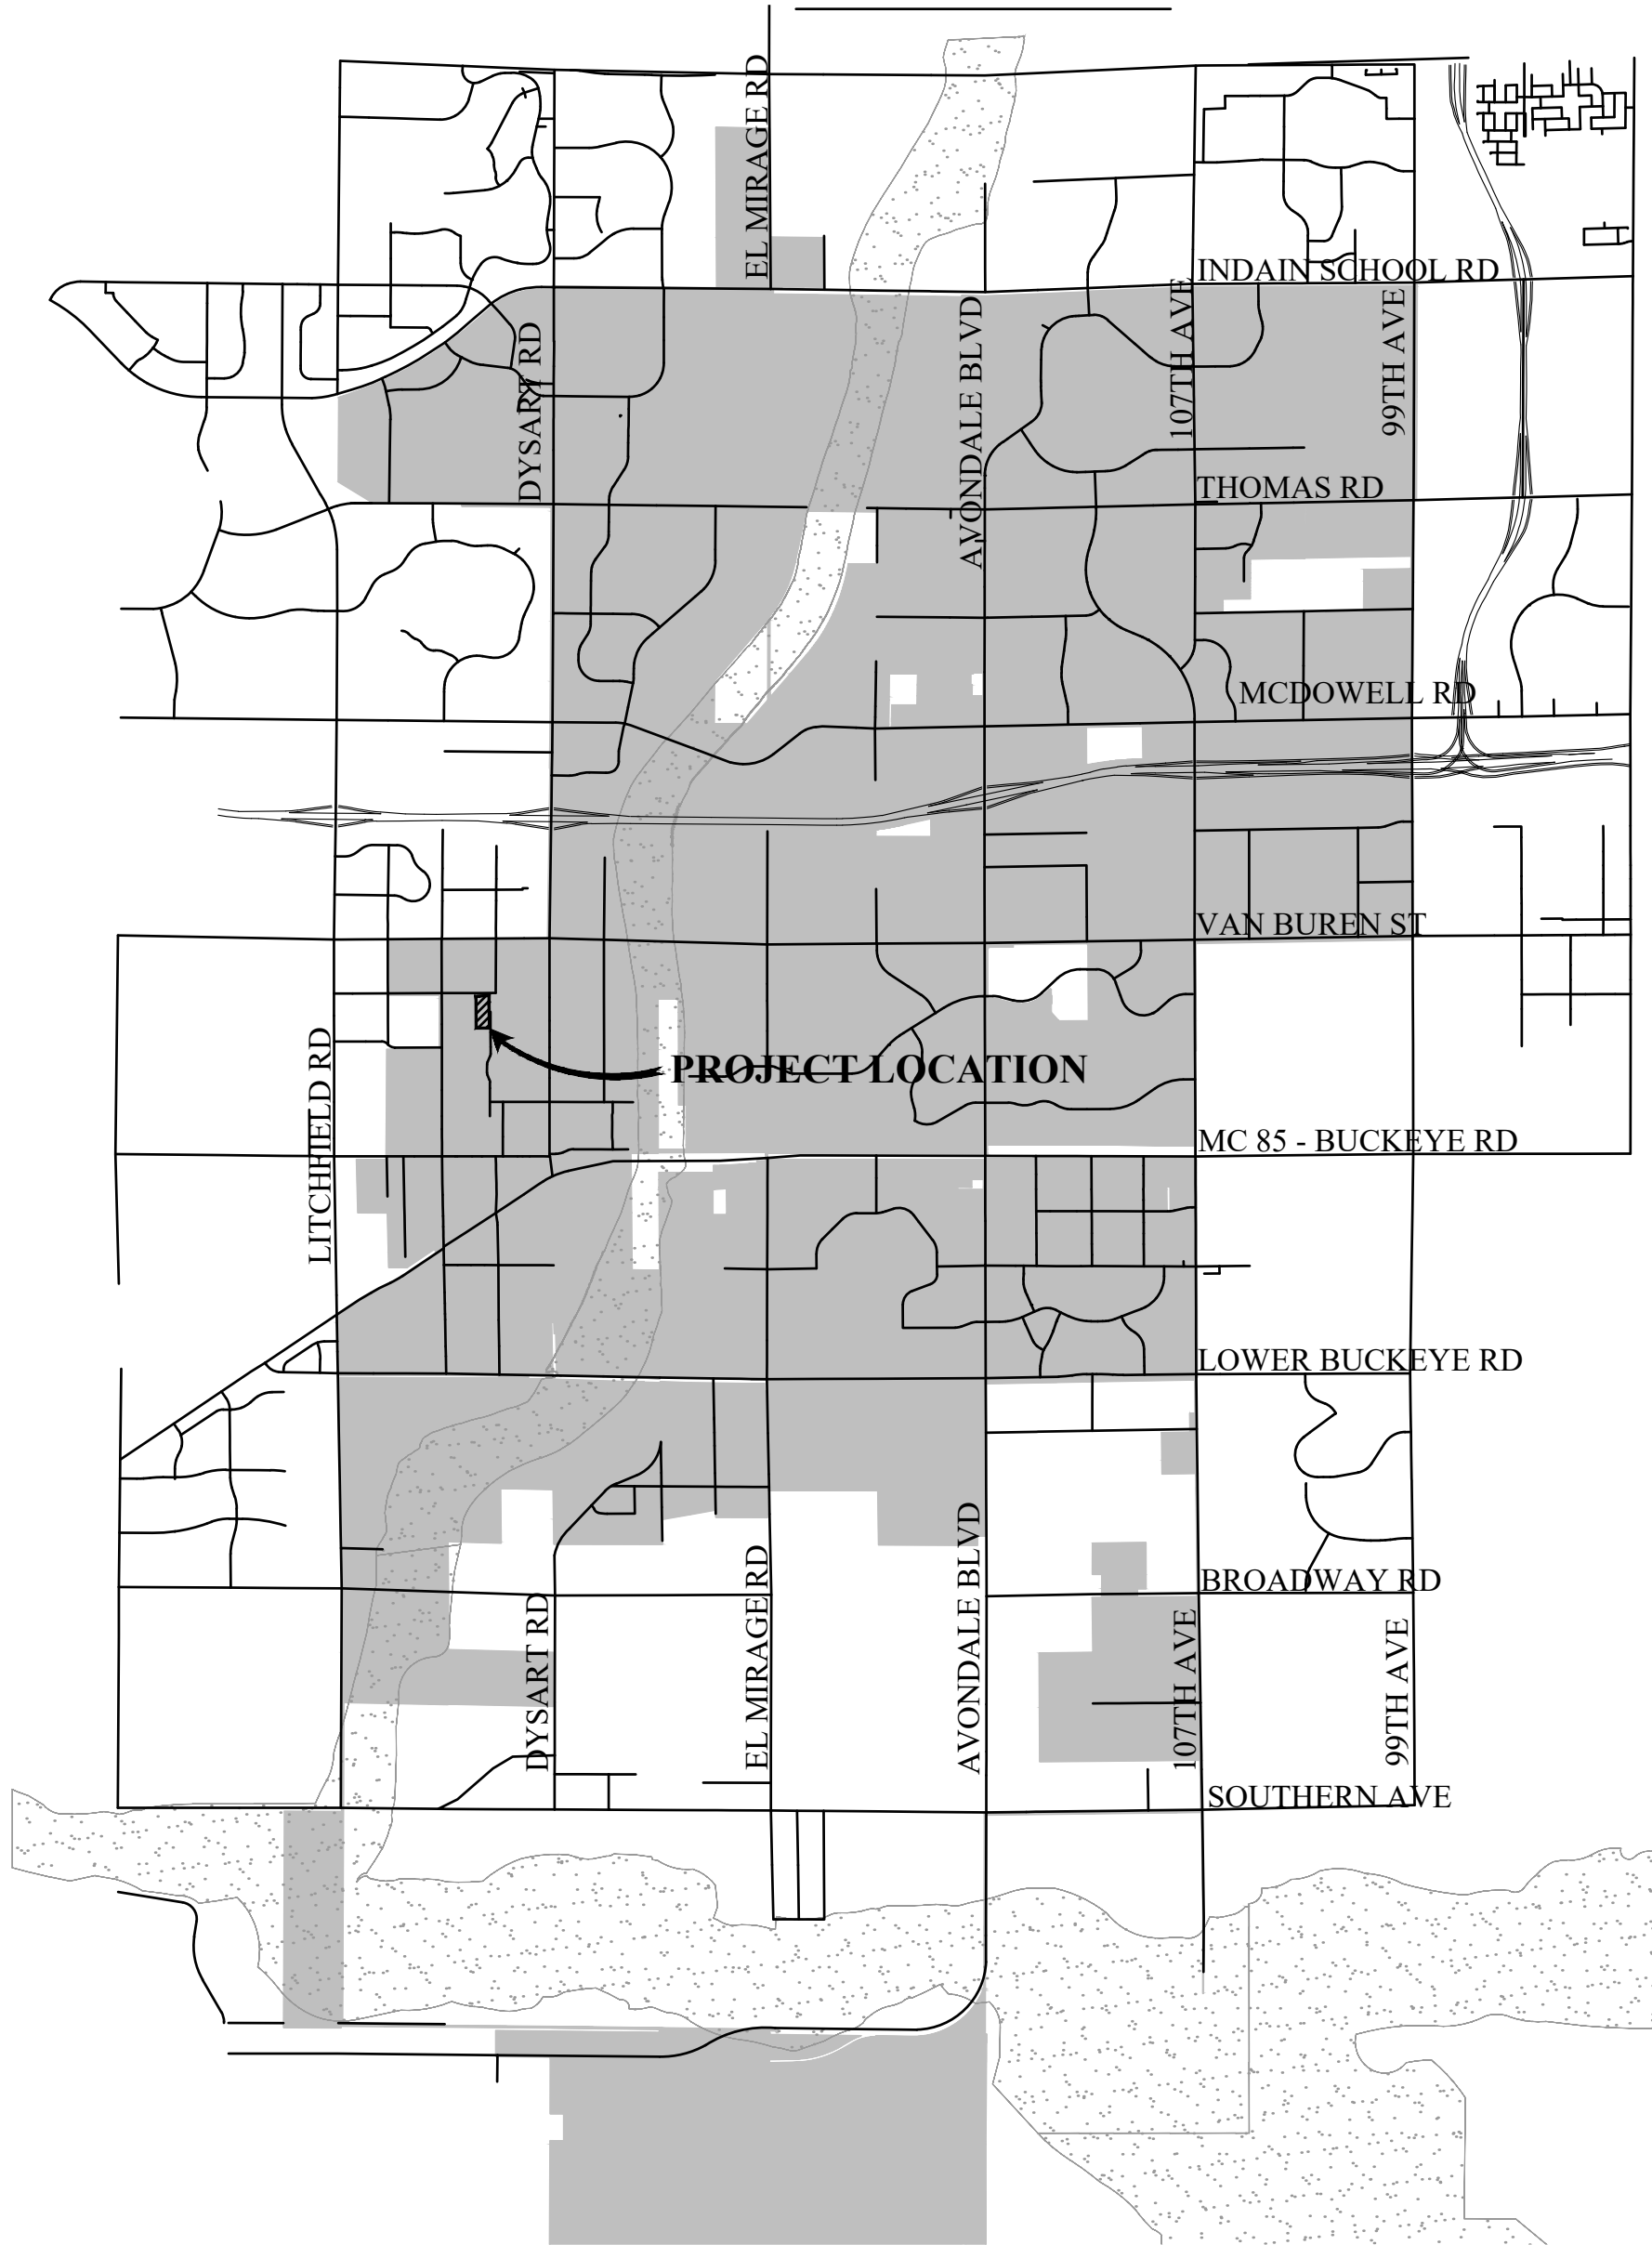 EL MIRAGE RD
INDAIN SCHOOL RD
DYSART RD
AVONDALE BLVD
107TH AVE
99TH AVE
THOMAS RD
MCDOWELL RD
VAN BUREN ST
LITCHFIELD RD
PROJECT LOCATION
MC 85 - BUCKEYE RD
LOWER BUCKEYE RD
BROADWAY RD
DYSART RD
EL MIRAGE RD
AVONDALE BLVD
107TH AVE
99TH AVE
SOUTHERN AVE